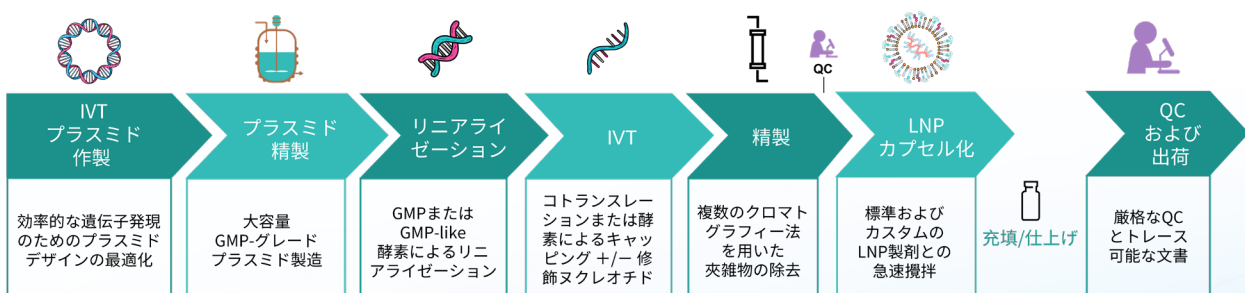 QC
IVT
プラスミド
作製
プラスミド
精製
リニアライ
ゼーション
IVT
精製
LNP
カプセル化
QC
および
出荷
効率的な遺伝子発現
のためのプラスミド
デザインの最適化
大容量
GMP-グレード
プラスミド製造
GMPまたは
GMP-like
酵素によるリニ
アライゼーション
コトランスレー
ションまたは酵
素によるキャッ
ピング +/− 修
飾ヌクレオチド
複数のクロマト
グラフィー法
を用いた
夾雑物の除去
標準および
カスタムの
LNP製剤との
急速攪拌
充填/仕上げ
厳格なQC
とトレース
可能な文書